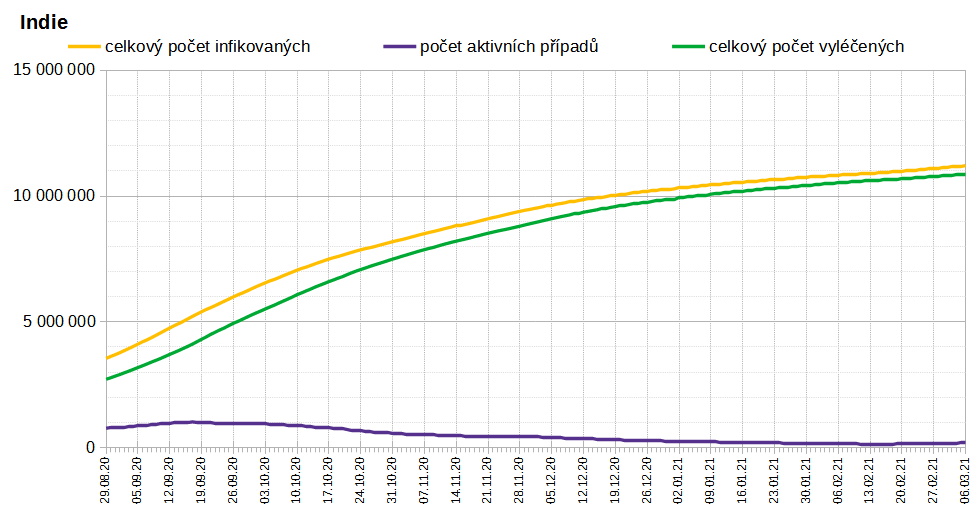 Indie
celkový počet infikovaných počet aktivních případů celkový počet vyléčených
15 000 000
10 000 000
5 000 000
0
29.08.20 05.09.20 12.09.20 19.09.20 26.09.20 03.10.20 10.10.20 17.10.20 24.10.20 31.10.20 07.11.20 14.11.20 21.11.20 28.11.20 05.12.20 12.12.20 19.12.20 26.12.20 02.01.21 09.01.21 16.01.21 23.01.21 30.01.21 06.02.21 13.02.21 20.02.21 27.02.21 06.03.21